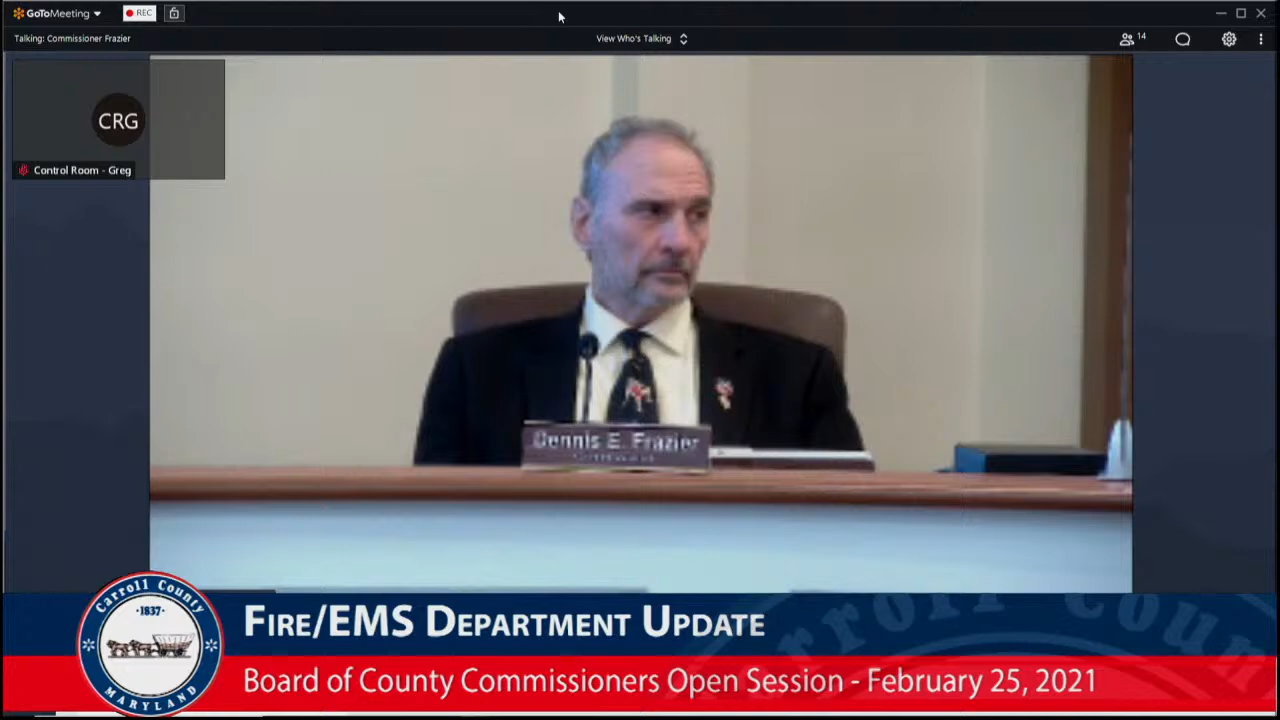 GoToMeeting
REC
Talking: Commissioner Frazier
View Who's Talking
14
CRG
Control Room - Greg
Dennis E. Frazier
Carroll County
·1837·
MARYLAND
FIRE/EMS DEPARTMENT UPDATE
Board of County Commissioners Open Session - February 25, 2021